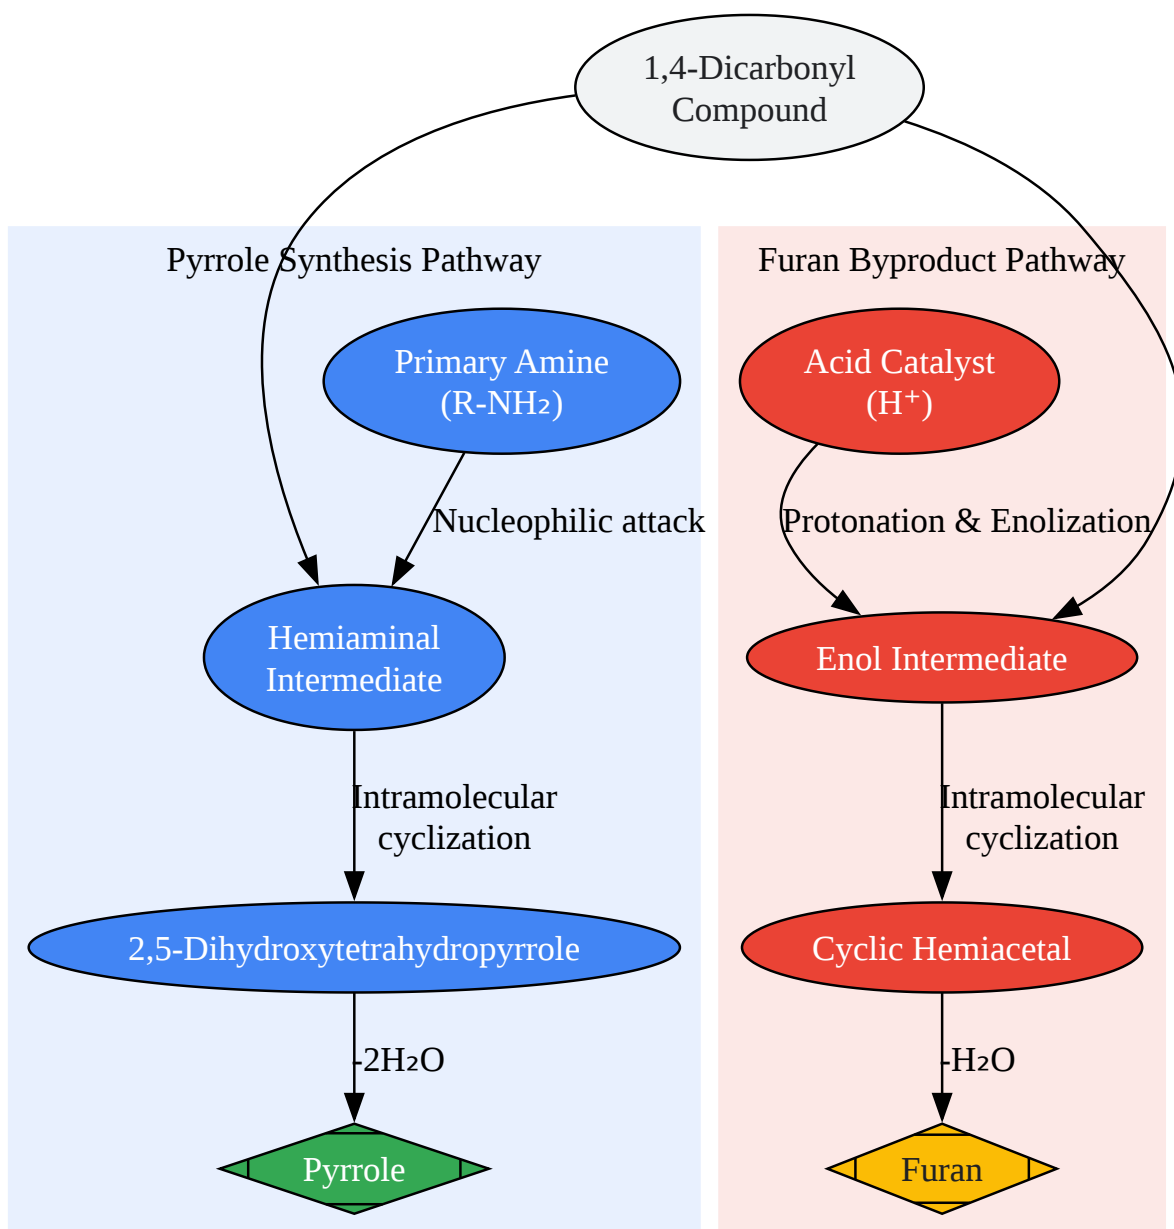 1,4-Dicarbonyl
Compound
Pyrrole Synthesis Pathway
Furan Byproduct Pathway
Primary Amine
(R-NH₂)
Acid Catalyst
(H⁺)
Nucleophilic attack
Protonation & Enolization
Hemiaminal
Intermediate
Enol Intermediate
Intramolecular
cyclization
Intramolecular
cyclization
2,5-Dihydroxytetrahydropyrrole
Cyclic Hemiacetal
-2H₂O
-H₂O
Pyrrole
Furan